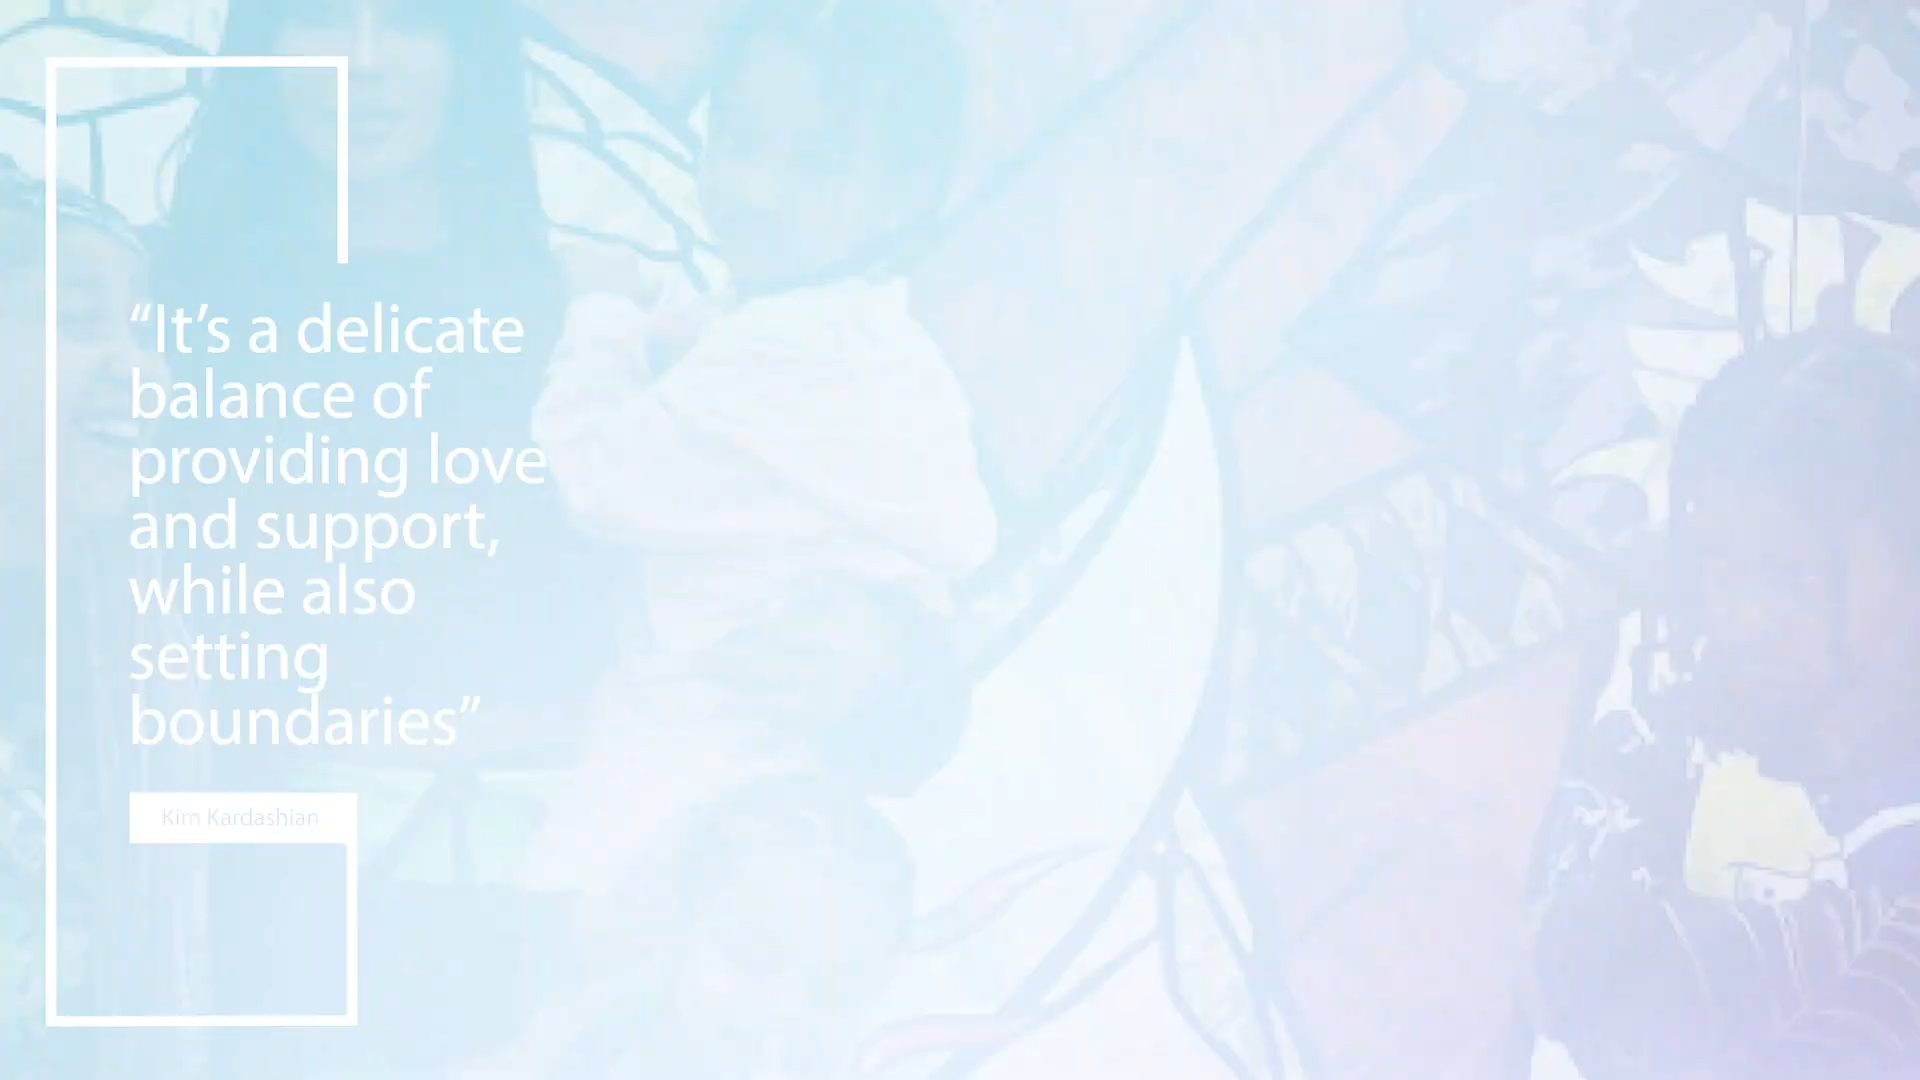 “It’s a delicate
balance of
providing love
and support,
while also
setting
boundaries”
Kim Kardashian